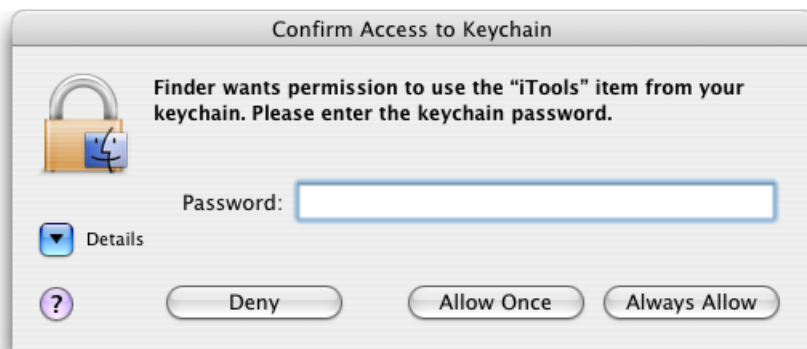 Confirm Access to Keychain
Finder wants permission to use the “iTools” item from your
keychain. Please enter the keychain password.
Password:
Details
?
Deny Allow Once Always Allow